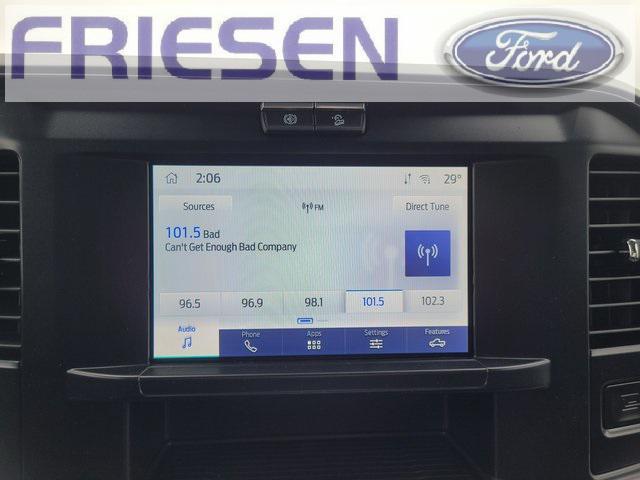 FRIESEN Ford
2:06 29°
Sources FM Direct Tune
101.5 Bad
Can't Get Enough Bad Company
96.5 96.9 98.1 101.5 102.3
Audio Phone Apps Settings Features